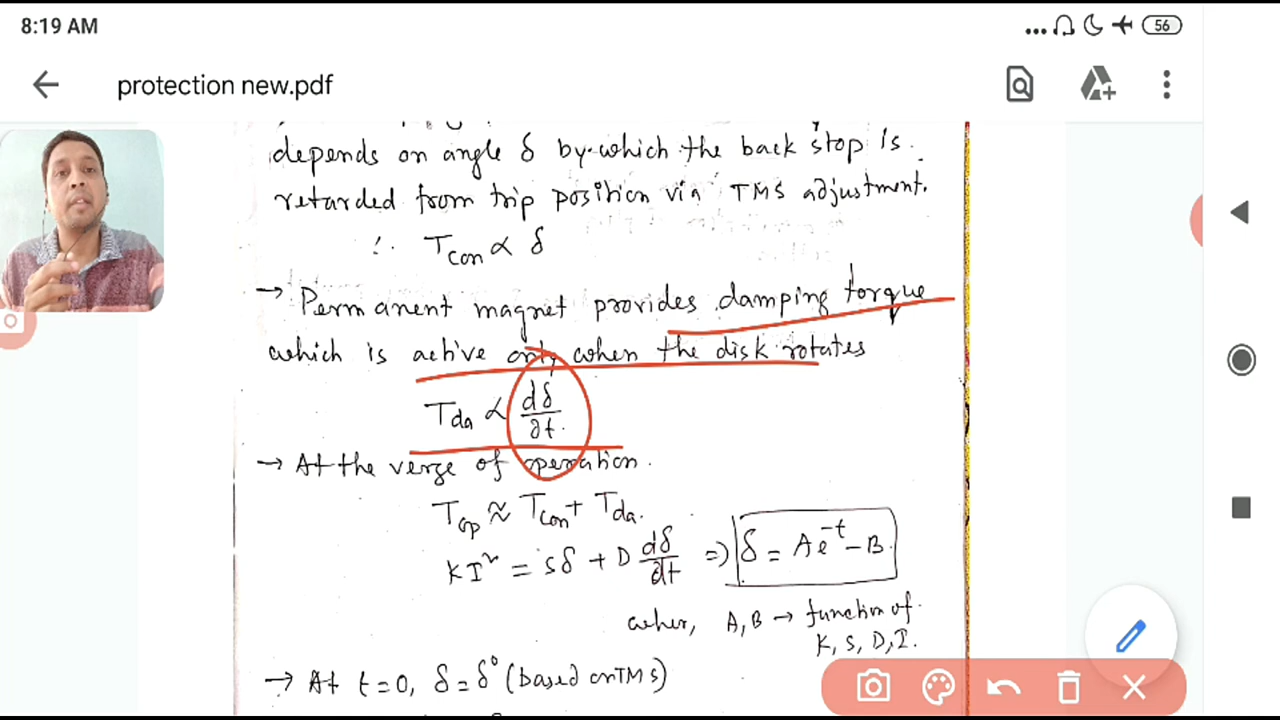 8:19 AM
56
protection new.pdf
depends on angle δ by which the back stop is
retarded from trip position via TMS adjustment.
∴ Tcon ∝ δ
→ Permanent magnet provides damping torque
which is active only when the disk rotates
Tda ∝ dδ/dt
→ At the verge of operation.
Top ≈ Tcon + Tda.
KI² = sδ + D dδ/dt ⇒ δ = Ae^-t - B
wher, A, B → function of
K, S, D, I.
→ At t=0, δ = δ° (based on TMS)